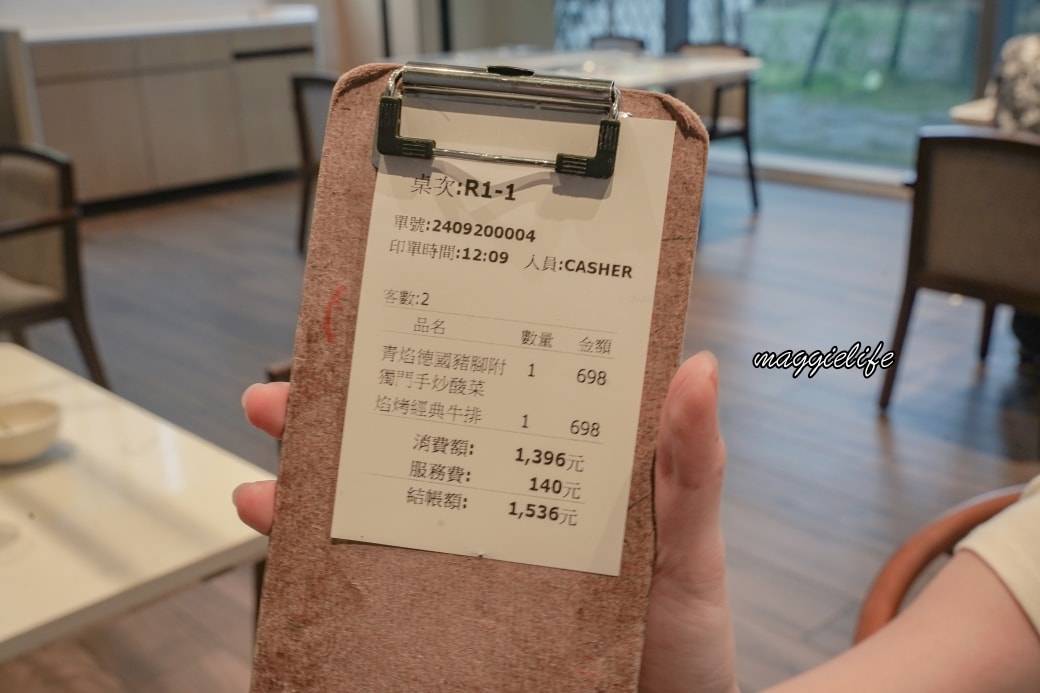 桌次:R1-1
單號:2409200004
印單時間:12:09 人員:CASHER
客數:2
品名 數量 金額
青焰德國豬腳附 1 698
獨門手炒酸菜
焰烤經典牛排 1 698
消費額: 1,396元
服務費: 140元
結帳額: 1,536元
maggielife